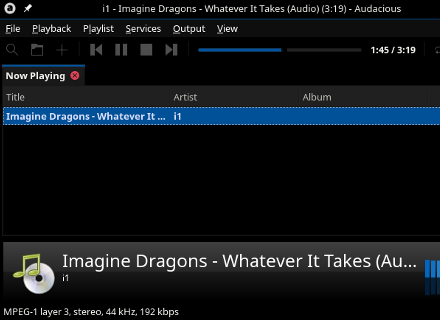 i1 - Imagine Dragons - Whatever It Takes (Audio) (3:19) - Audacious
File Playback Playlist Services Output View
1:45 / 3:19
Now Playing
Title Artist Album
Imagine Dragons - Whatever It ... i1
Imagine Dragons - Whatever It Takes (Au...
i1
MPEG-1 layer 3, stereo, 44 kHz, 192 kbps